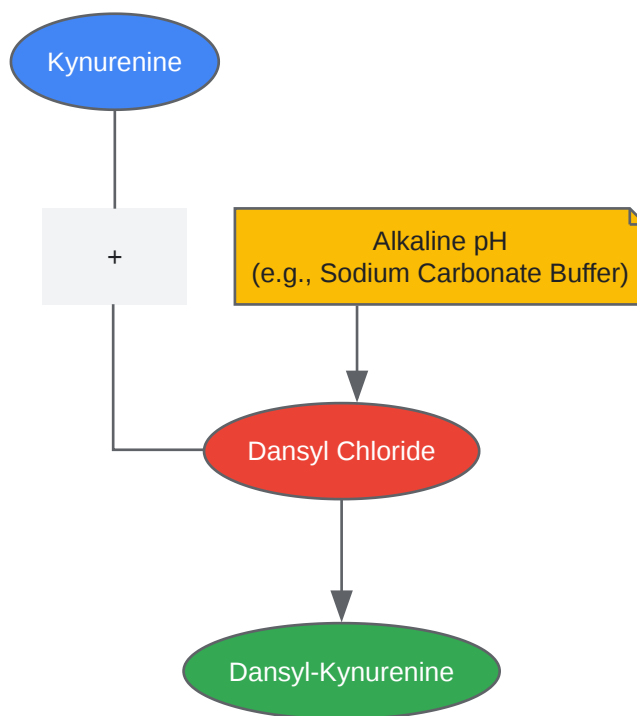 Kynurenine
+
Alkaline pH
(e.g., Sodium Carbonate Buffer)
Dansyl Chloride
Dansyl-Kynurenine